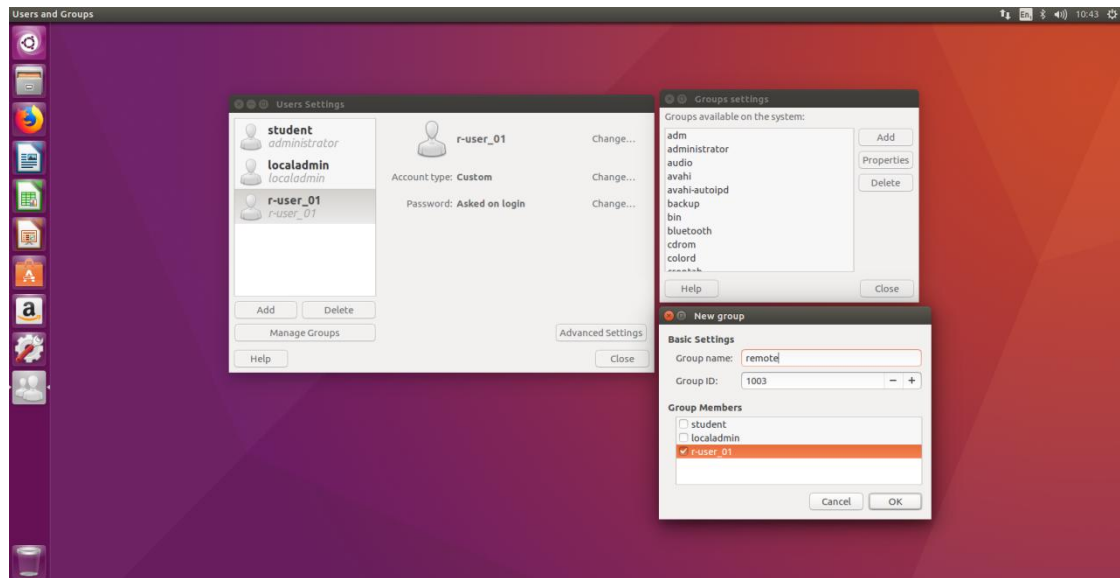 Users and Groups
En
10:43
Users Settings
student
administrator
localadmin
localadmin
r-user_01
r-user_01
Add
Delete
Manage Groups
Help
r-user_01
Change...
Account type: Custom
Change...
Password: Asked on login
Change...
Advanced Settings
Close
Groups settings
Groups available on the system:
adm
administrator
audio
avahi
avahi-autoipd
backup
bin
bluetooth
cdrom
colord
Add
Properties
Delete
Help
Close
New group
Basic Settings
Group name: remote
Group ID: 1003
- +
Group Members
student
localadmin
r-user_01
Cancel
OK
a